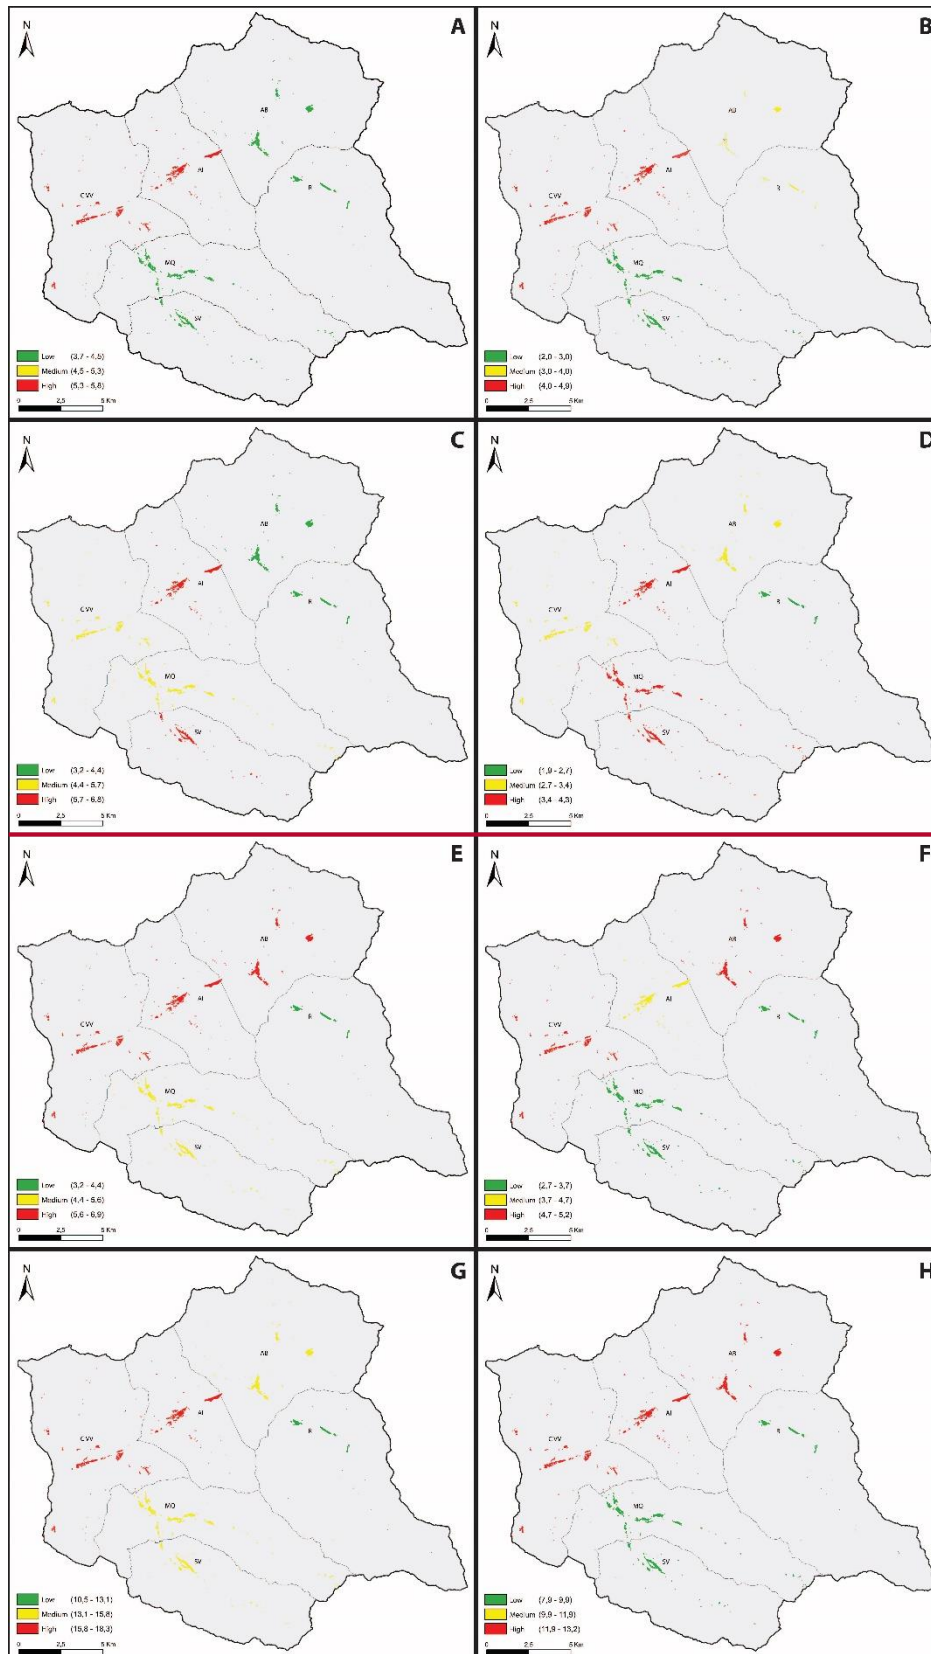 N
A
AB
AI
R
CVV
MQ
SV
Low (3,7 - 4,5)
Medium (4,5 - 5,3)
High (5,3 - 5,8)
0 2,5 5 Km
N
B
AB
AI
R
CVV
MQ
SV
Low (2,0 - 3,0)
Medium (3,0 - 4,0)
High (4,0 - 4,9)
0 2,5 5 Km
N
C
AB
AI
R
CVV
MQ
SV
Low (3,2 - 4,4)
Medium (4,4 - 5,7)
High (5,7 - 6,8)
0 2,5 5 Km
N
D
AB
AI
R
CVV
MQ
SV
Low (1,9 - 2,7)
Medium (2,7 - 3,4)
High (3,4 - 4,3)
0 2,5 5 Km
N
E
AB
AI
R
CVV
MQ
SV
Low (3,2 - 4,4)
Medium (4,4 - 5,6)
High (5,6 - 6,9)
0 2,5 5 Km
N
F
AB
AI
R
CVV
MQ
SV
Low (2,7 - 3,7)
Medium (3,7 - 4,7)
High (4,7 - 5,2)
0 2,5 5 Km
N
G
AB
AI
R
CVV
MQ
SV
Low (10,5 - 13,1)
Medium (13,1 - 15,8)
High (15,8 - 18,3)
0 2,5 5 Km
N
H
AB
AI
R
CVV
MQ
SV
Low (7,9 - 9,9)
Medium (9,9 - 11,9)
High (11,9 - 13,2)
0 2,5 5 Km